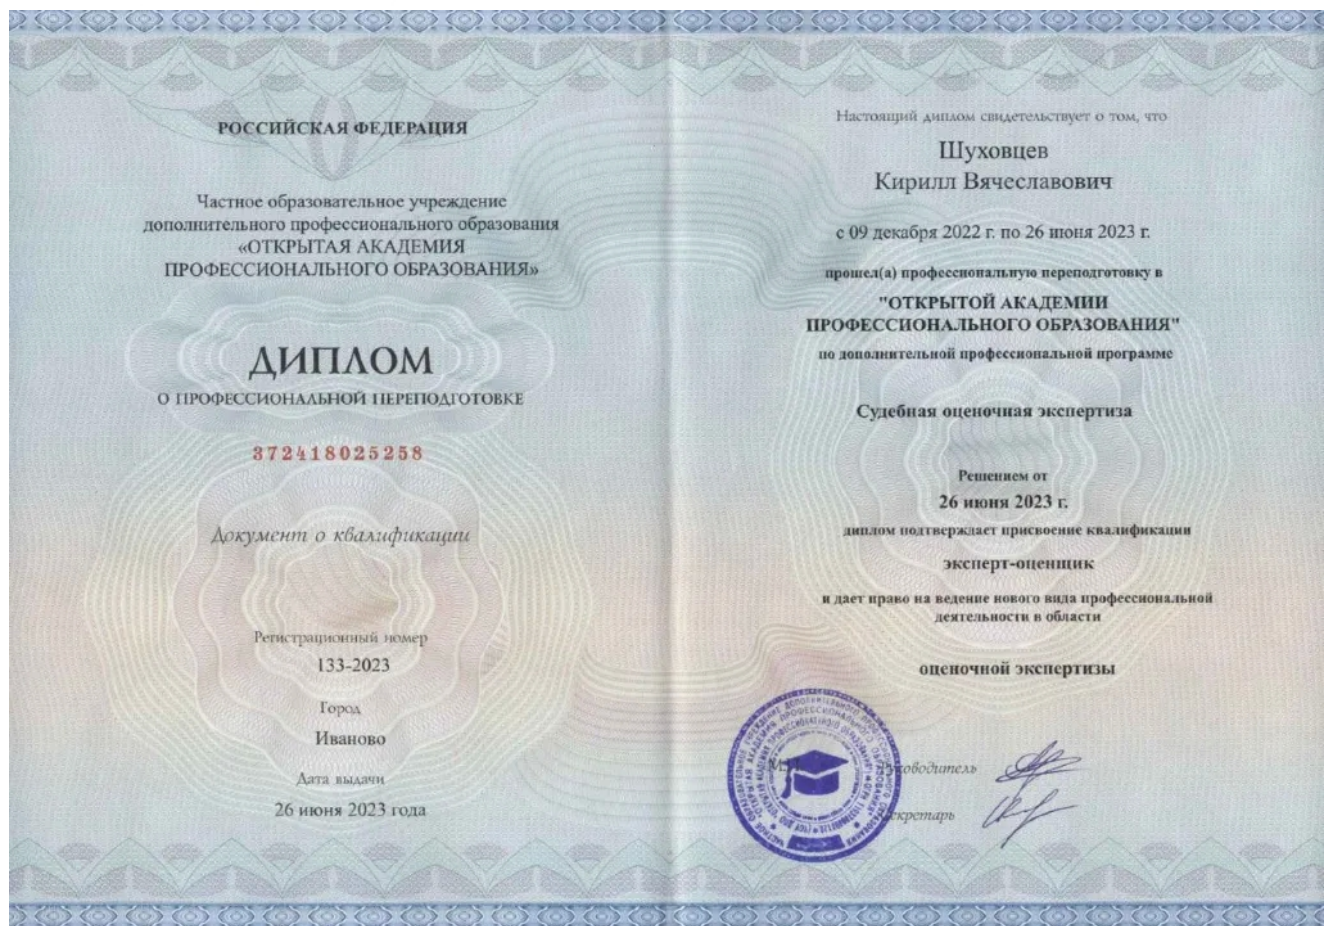 РОССИЙСКАЯ ФЕДЕРАЦИЯ
Частное образовательное учреждение
дополнительного профессионального образования
«ОТКРЫТАЯ АКАДЕМИЯ
ПРОФЕССИОНАЛЬНОГО ОБРАЗОВАНИЯ»
ДИПЛОМ
О ПРОФЕССИОНАЛЬНОЙ ПЕРЕПОДГОТОВКЕ
372418025258
Документ о квалификации
Регистрационный номер
133-2023
Город
Иваново
Дата выдачи
26 июня 2023 года
Настоящий диплом свидетельствует о том, что
Шуховцев
Кирилл Вячеславович
с 09 декабря 2022 г. по 26 июня 2023 г.
прошел(а) профессиональную переподготовку в
"ОТКРЫТОЙ АКАДЕМИИ
ПРОФЕССИОНАЛЬНОГО ОБРАЗОВАНИЯ"
по дополнительной профессиональной программе
Судебная оценочная экспертиза
Решением от
26 июня 2023 г.
диплом подтверждает присвоение квалификации
эксперт-оценщик
и дает право на ведение нового вида профессиональной
деятельности в области
оценочной экспертизы
М.П.
Руководитель
Секретарь